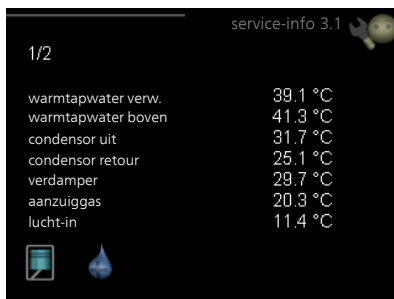 service-info 3.1
1/2
warmtapwater verw. 39.1 °C
warmtapwater boven 41.3 °C
condensor uit 31.7 °C
condensor retour 25.1 °C
verdamper 29.7 °C
aanzuiggas 20.3 °C
lucht-in 11.4 °C